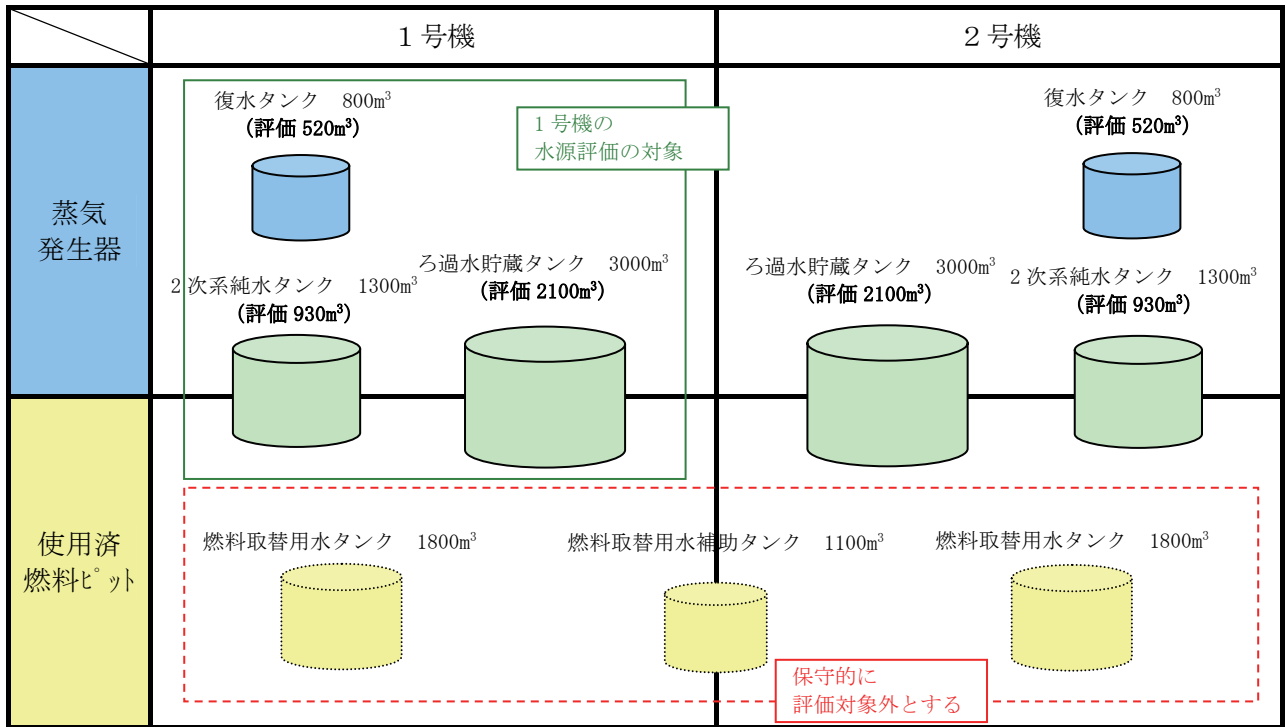 １号機
２号機
蒸気
発生器
復水タンク　800m³
(評価 520m³)
１号機の
水源評価の対象
２次系純水タンク　1300m³
(評価 930m³)
ろ過水貯蔵タンク　3000m³
(評価 2100m³)
復水タンク　800m³
(評価 520m³)
ろ過水貯蔵タンク　3000m³
(評価 2100m³)
２次系純水タンク　1300m³
(評価 930m³)
使用済
燃料ﾋﾟｯﾄ
燃料取替用水タンク　1800m³
燃料取替用水補助タンク　1100m³
燃料取替用水タンク　1800m³
保守的に
評価対象外とする